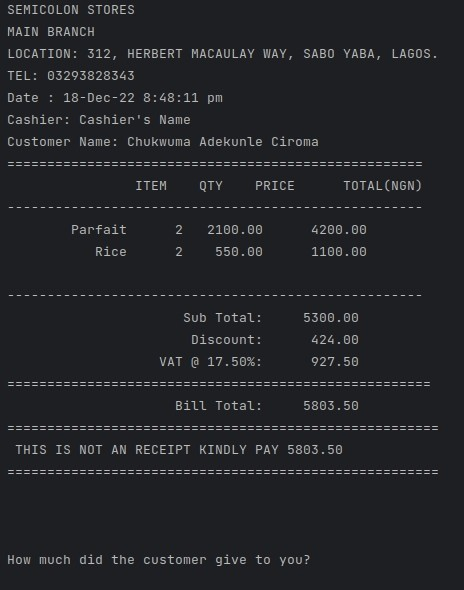 SEMICOLON STORES
MAIN BRANCH
LOCATION: 312, HERBERT MACAULAY WAY, SABO YABA, LAGOS.
TEL: 03293828343
Date : 18-Dec-22 8:48:11 pm
Cashier: Cashier's Name
Customer Name: Chukwuma Adekunle Ciroma
====================================================
ITEM QTY PRICE TOTAL(NGN)
----------------------------------------------------
Parfait 2 2100.00 4200.00
Rice 2 550.00 1100.00
----------------------------------------------------
Sub Total: 5300.00
Discount: 424.00
VAT @ 17.50%: 927.50
=====================================================
Bill Total: 5803.50
======================================================
THIS IS NOT AN RECEIPT KINDLY PAY 5803.50
======================================================
How much did the customer give to you?